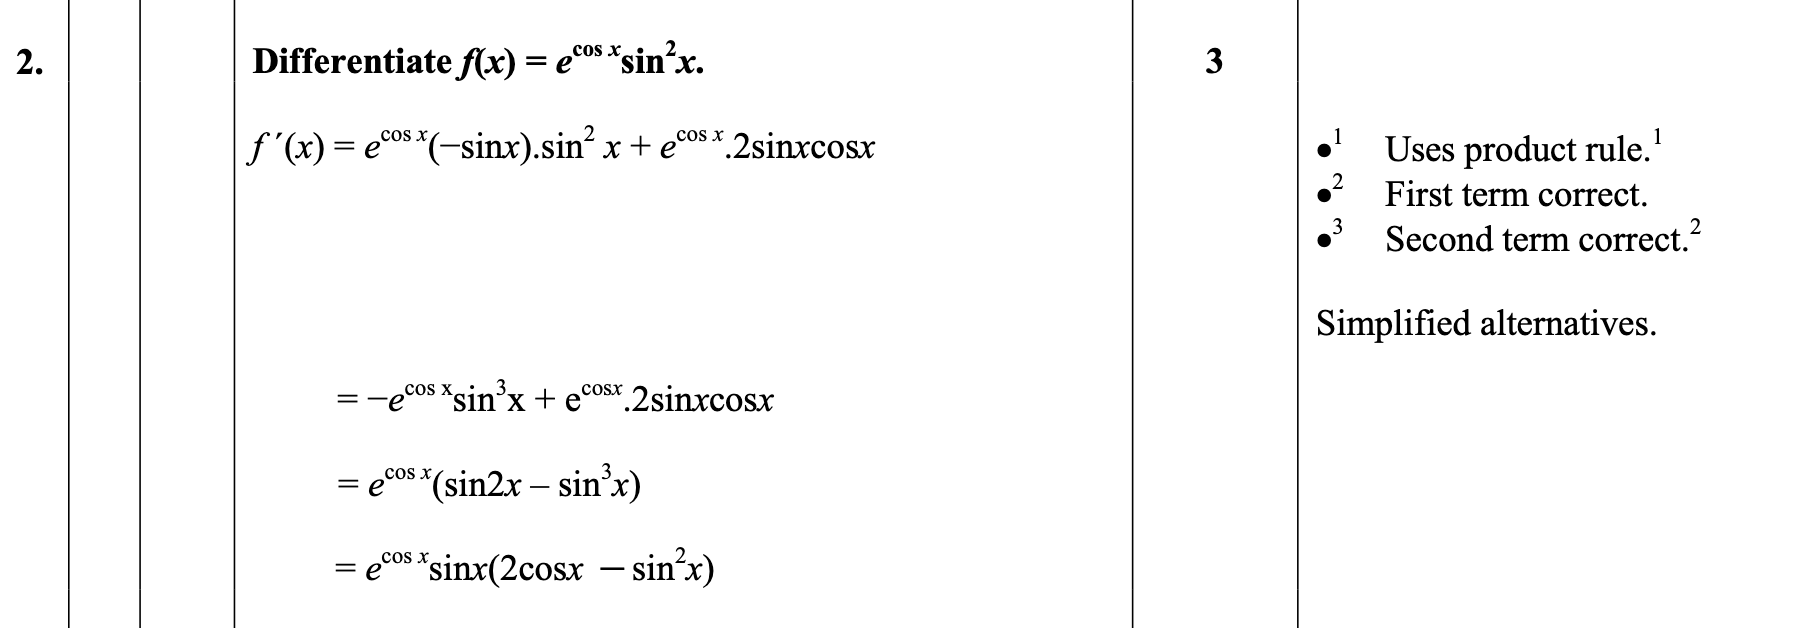 2. Differentiate f(x) = e^{cos x}sin²x. 3
f′(x) = e^{cos x}(−sinx).sin² x + e^{cos x}.2sinxcosx
●¹ Uses product rule.¹
●² First term correct.
●³ Second term correct.²
Simplified alternatives.
= −e^{cos x}sin³x + e^{cosx}.2sinxcosx
= e^{cos x}(sin2x – sin³x)
= e^{cos x}sinx(2cosx − sin²x)